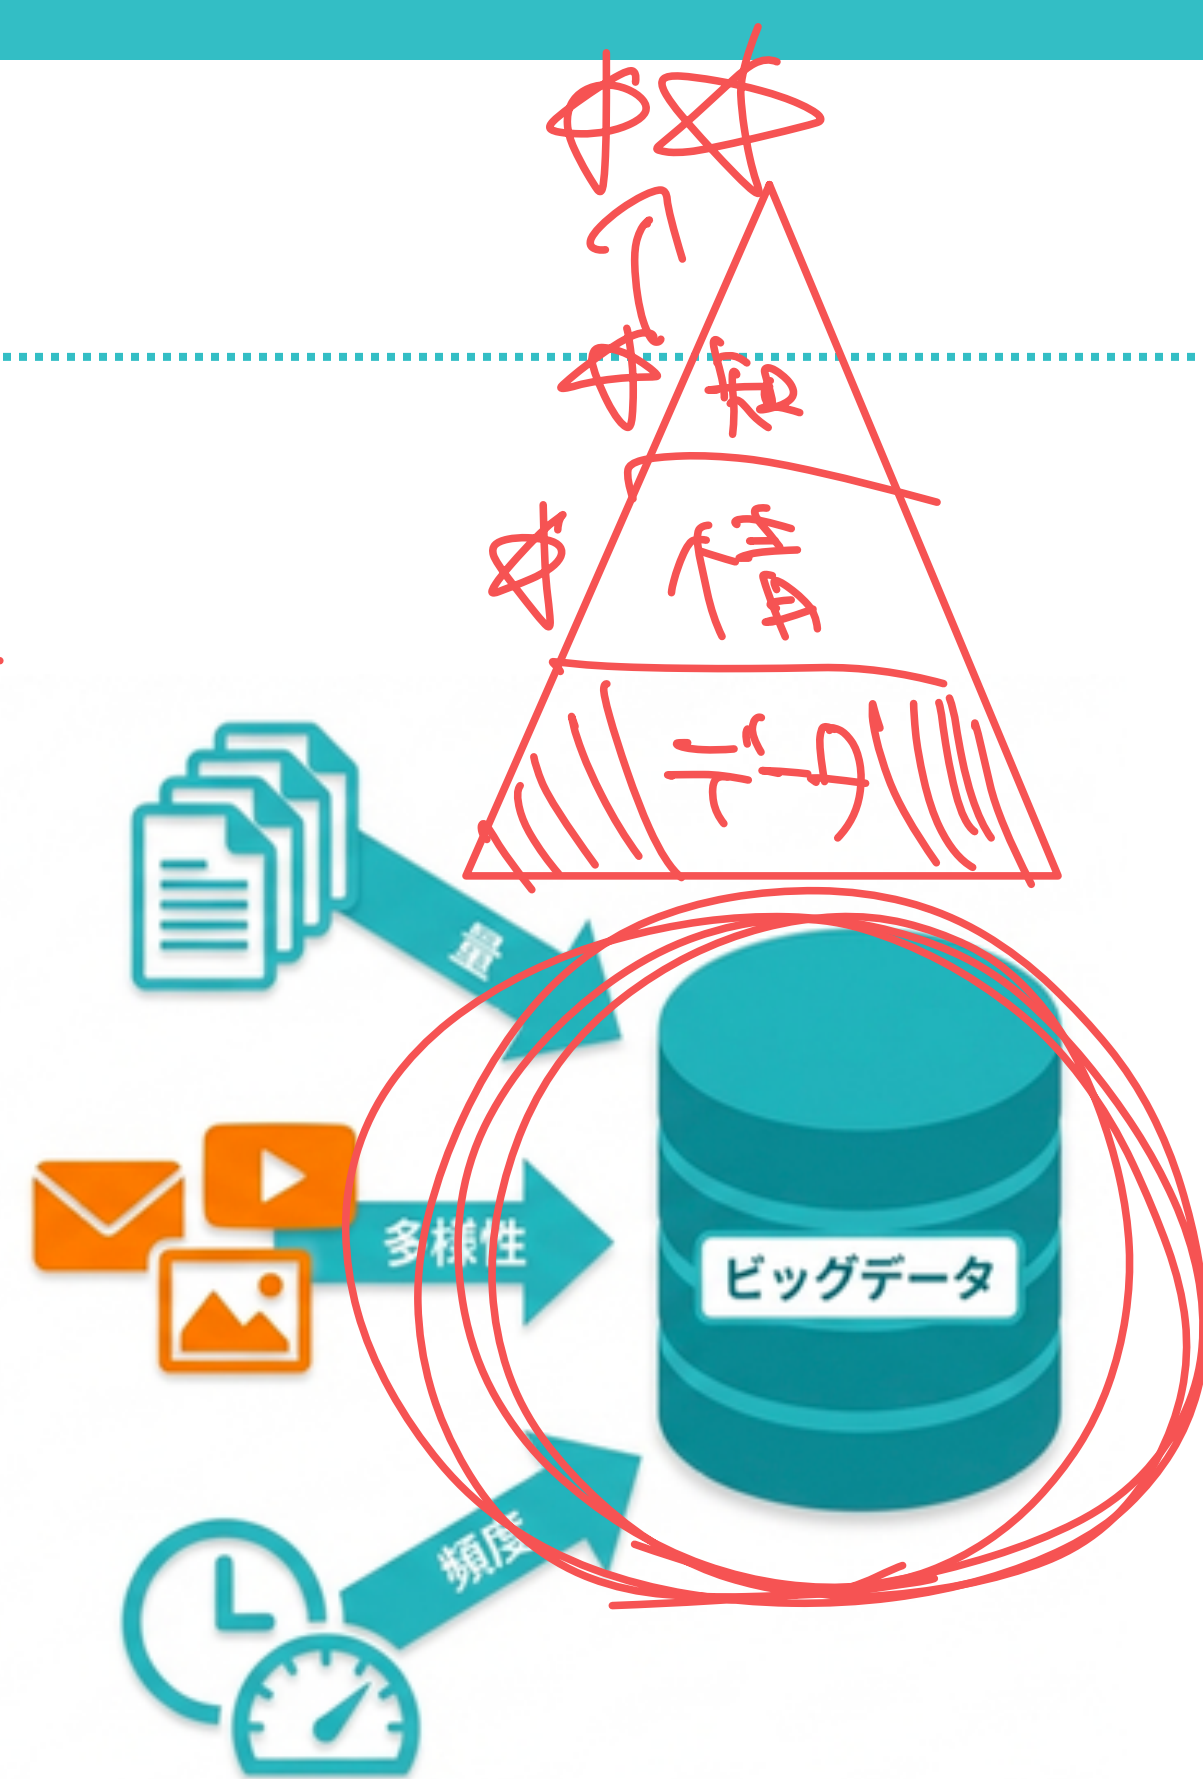 知
情
データ
量
多様性
ビッグデータ
頻度